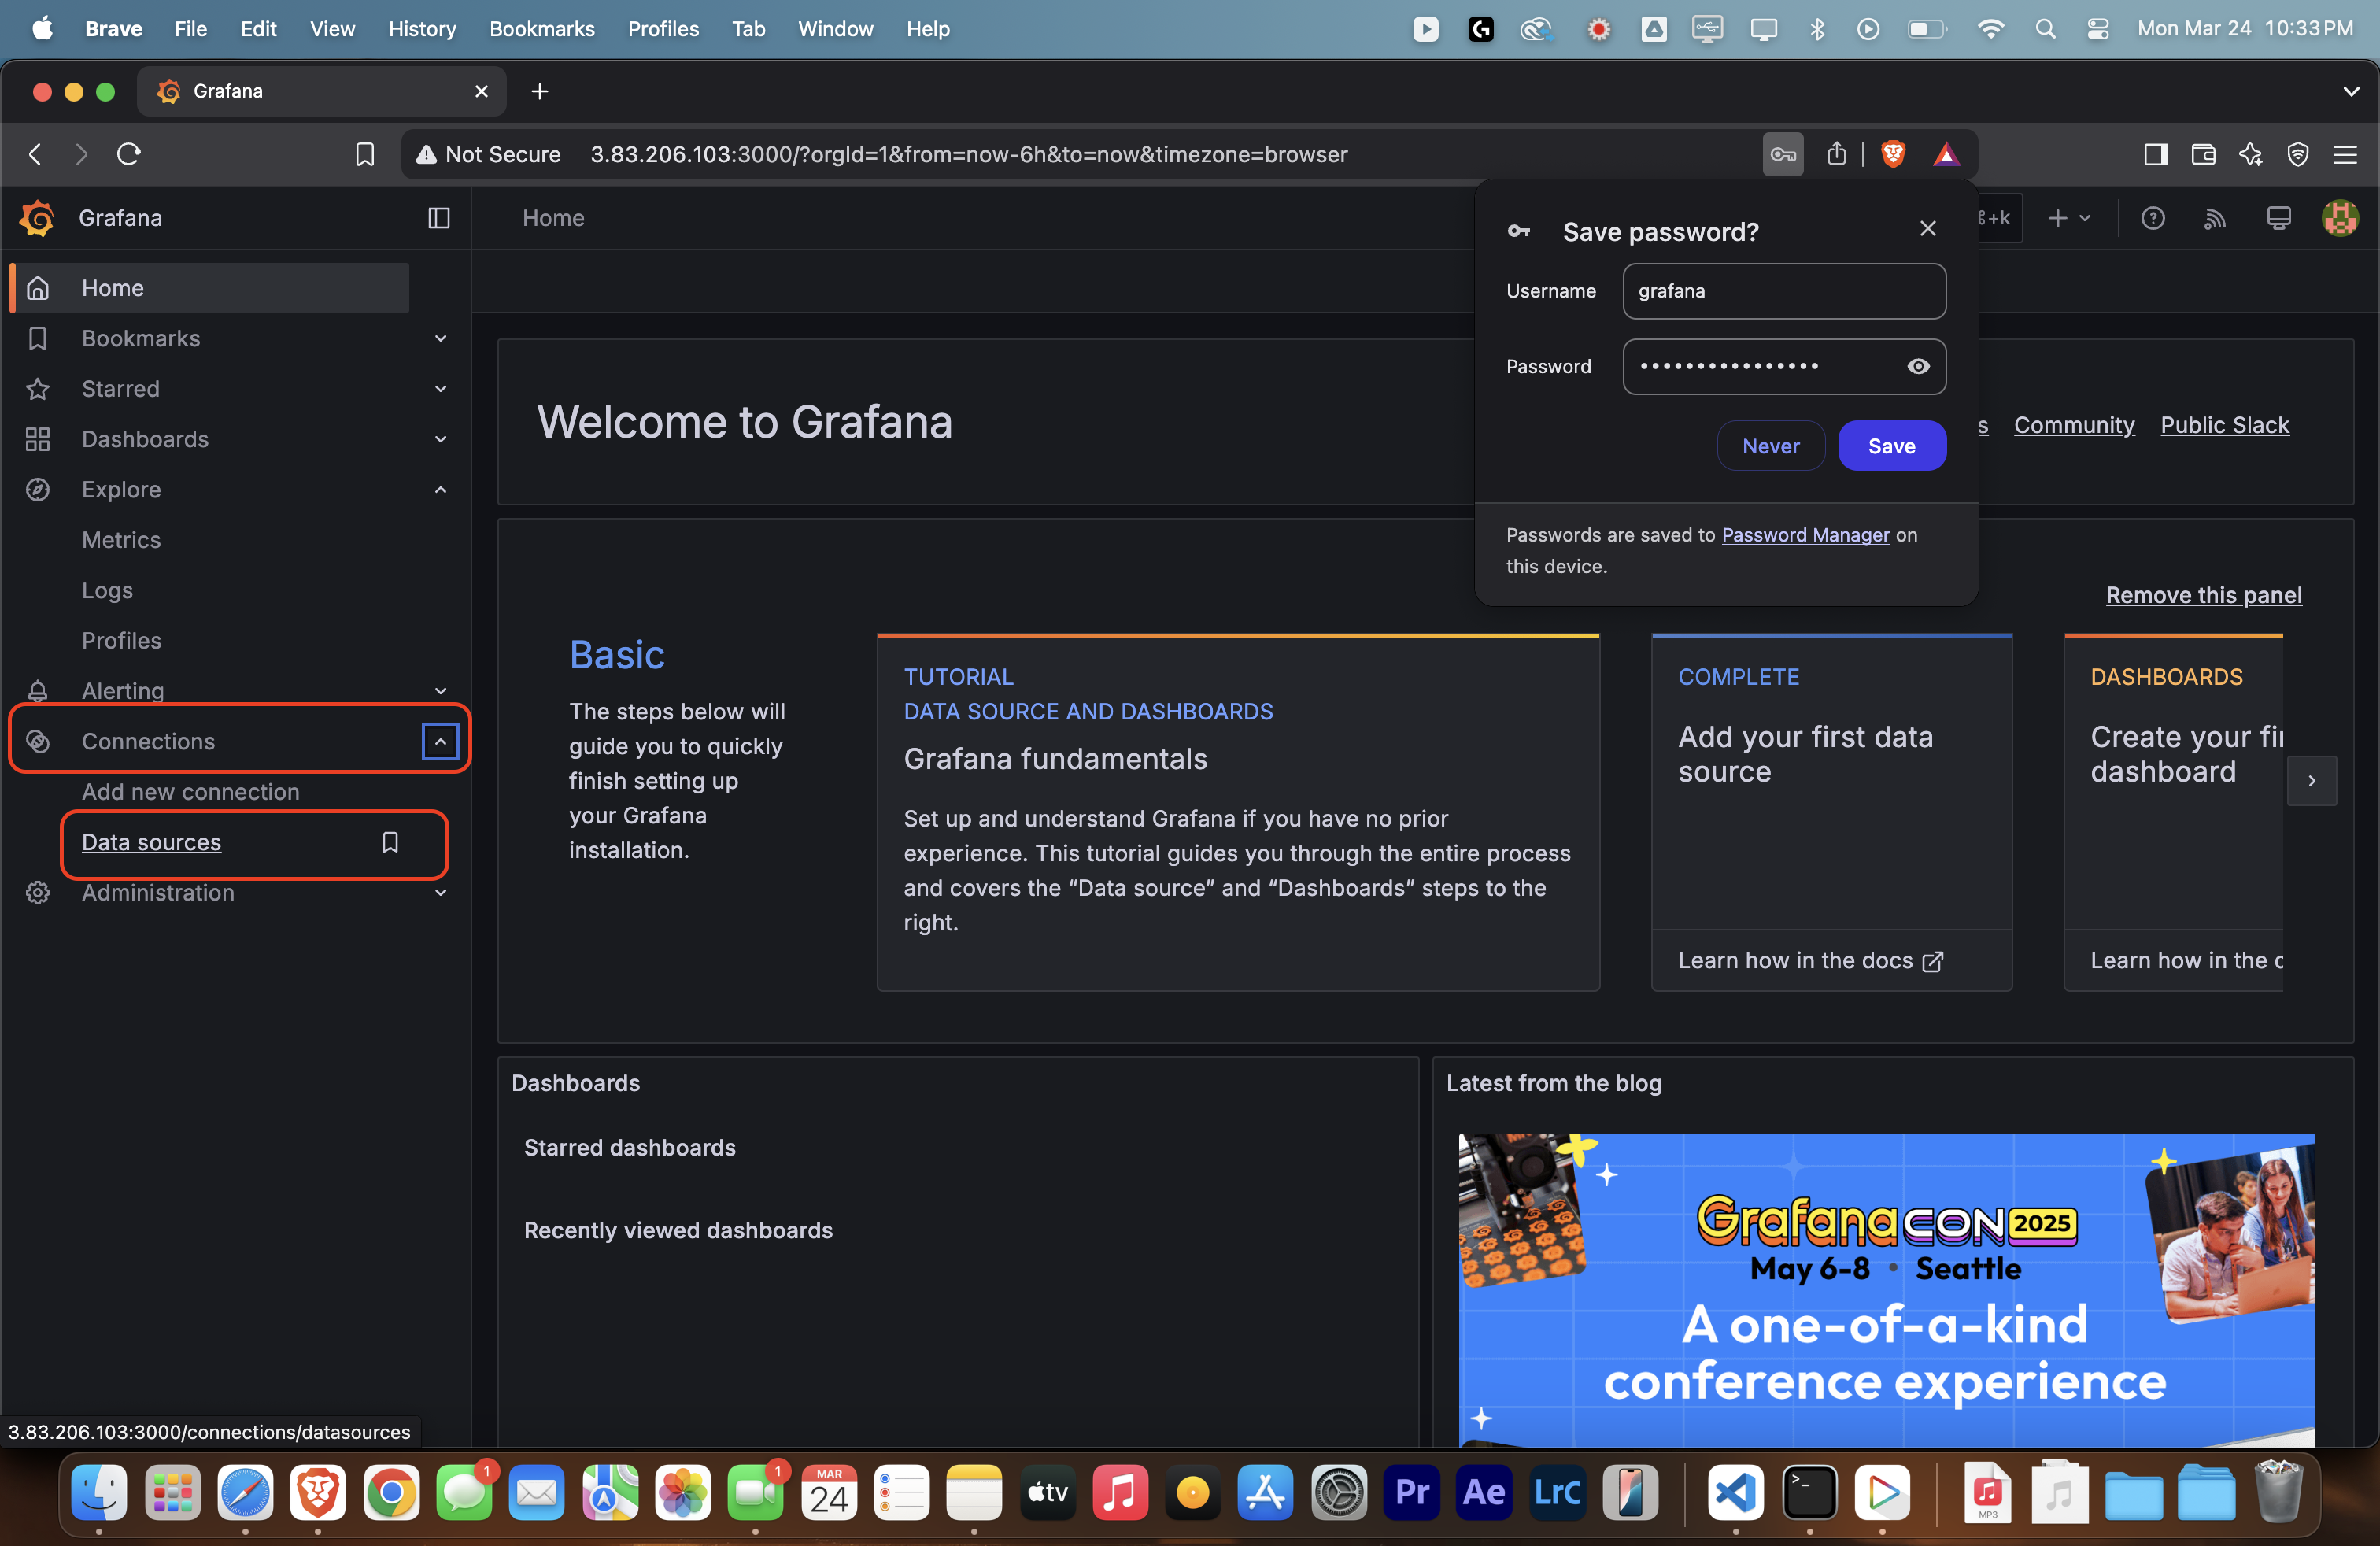 Brave File Edit View History Bookmarks Profiles Tab Window Help Mon Mar 24 10:33 PM
Grafana
Not Secure 3.83.206.103:3000/?orgId=1&from=now-6h&to=now&timezone=browser
Grafana
Home
⌘+k
Home
Bookmarks
Starred
Dashboards
Explore
Metrics
Logs
Profiles
Alerting
Connections
Add new connection
Data sources
Administration
Save password?
Username grafana
Password ••••••••••••••••
Never Save
Passwords are saved to Password Manager on
this device.
Welcome to Grafana
s Community Public Slack
Remove this panel
Basic
The steps below will
guide you to quickly
finish setting up
your Grafana
installation.
TUTORIAL
DATA SOURCE AND DASHBOARDS
Grafana fundamentals
Set up and understand Grafana if you have no prior
experience. This tutorial guides you through the entire process
and covers the “Data source” and “Dashboards” steps to the
right.
COMPLETE
Add your first data
source
Learn how in the docs
DASHBOARDS
Create your fir
dashboard
Learn how in the d
Dashboards
Starred dashboards
Recently viewed dashboards
Latest from the blog
GrafanaCON 2025
May 6-8 • Seattle
A one-of-a-kind
conference experience
3.83.206.103:3000/connections/datasources
1
1
MAR
24
tv
Pr
Ae
LrC
MP3